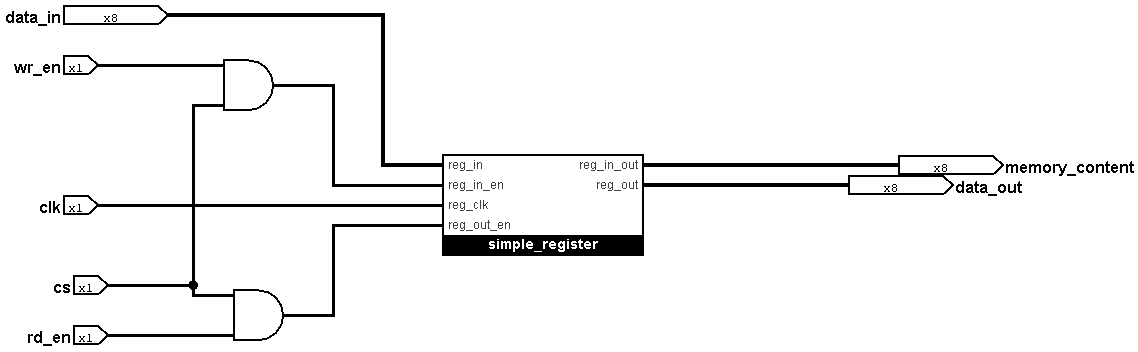 data_in x8
wr_en x1
reg_in reg_in_out x8 memory_content
reg_in_en reg_out x8 data_out
clk x1 reg_clk
reg_out_en
simple_register
cs x1
rd_en x1